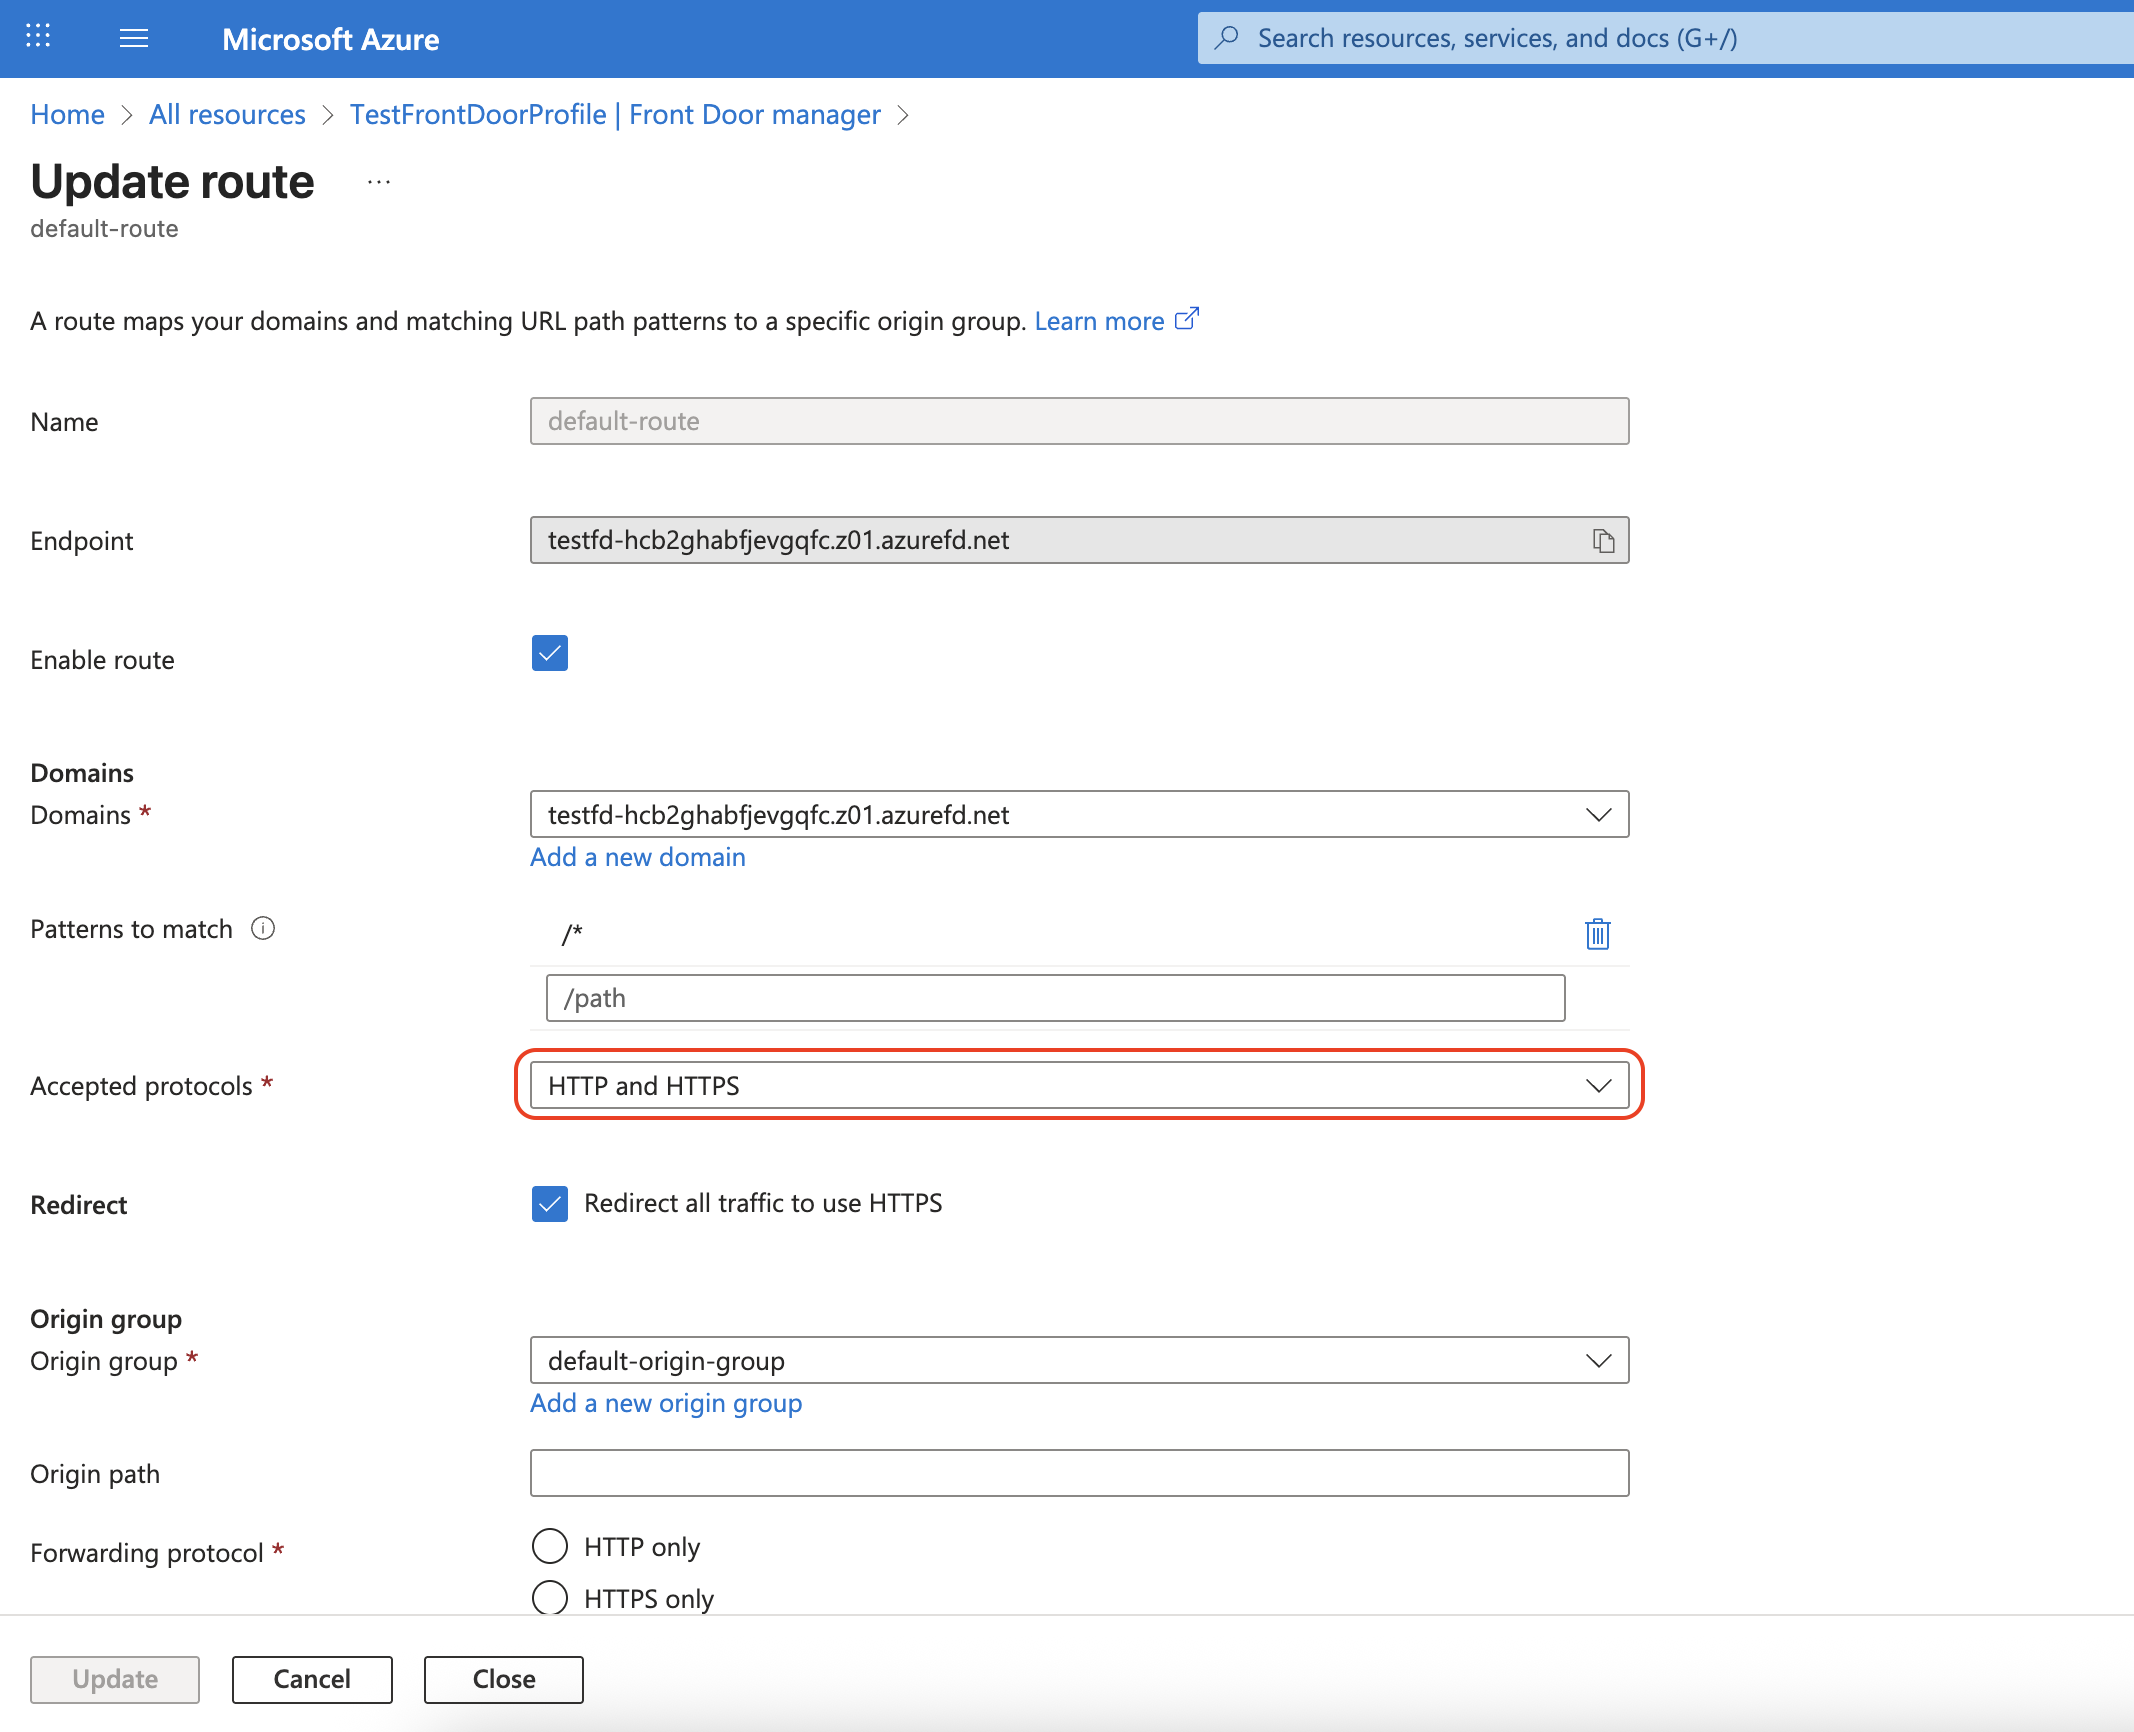 Microsoft Azure
Search resources, services, and docs (G+/)
Home > All resources > TestFrontDoorProfile | Front Door manager >
Update route ...
default-route
A route maps your domains and matching URL path patterns to a specific origin group. Learn more
Name
default-route
Endpoint
testfd-hcb2ghabfjevgqfc.z01.azurefd.net
Enable route
Domains
Domains *
testfd-hcb2ghabfjevgqfc.z01.azurefd.net
Add a new domain
Patterns to match
/*
/path
Accepted protocols *
HTTP and HTTPS
Redirect
Redirect all traffic to use HTTPS
Origin group
Origin group *
default-origin-group
Add a new origin group
Origin path
Forwarding protocol *
HTTP only
HTTPS only
Update
Cancel
Close